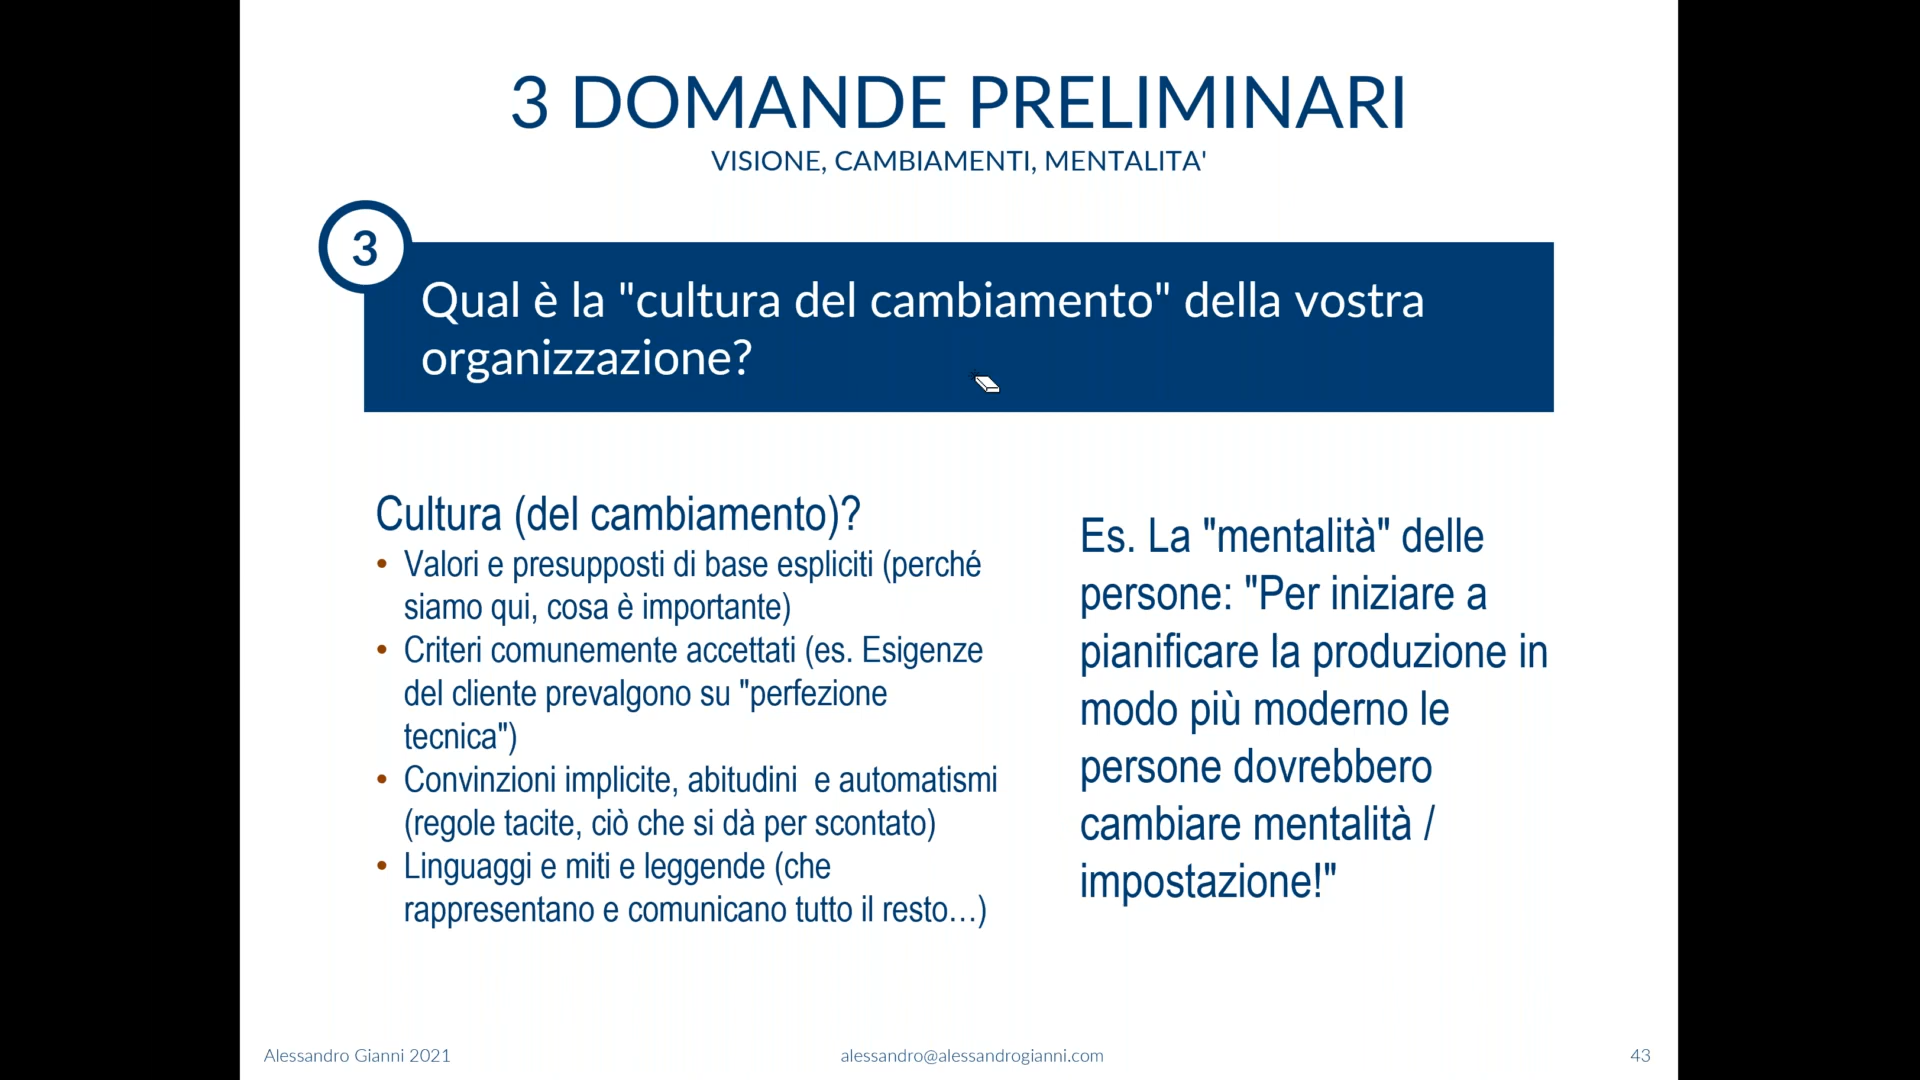 3 DOMANDE PRELIMINARI
VISIONE, CAMBIAMENTI, MENTALITA'
3
Qual è la "cultura del cambiamento" della vostra
organizzazione?
Cultura (del cambiamento)?
• Valori e presupposti di base espliciti (perché
siamo qui, cosa è importante)
• Criteri comunemente accettati (es. Esigenze
del cliente prevalgono su "perfezione
tecnica")
• Convinzioni implicite, abitudini  e automatismi
(regole tacite, ciò che si dà per scontato)
• Linguaggi e miti e leggende (che
rappresentano e comunicano tutto il resto…)
Es. La "mentalità" delle
persone: "Per iniziare a
pianificare la produzione in
modo più moderno le
persone dovrebbero
cambiare mentalità /
impostazione!"
Alessandro Gianni 2021
alessandro@alessandrogianni.com
43